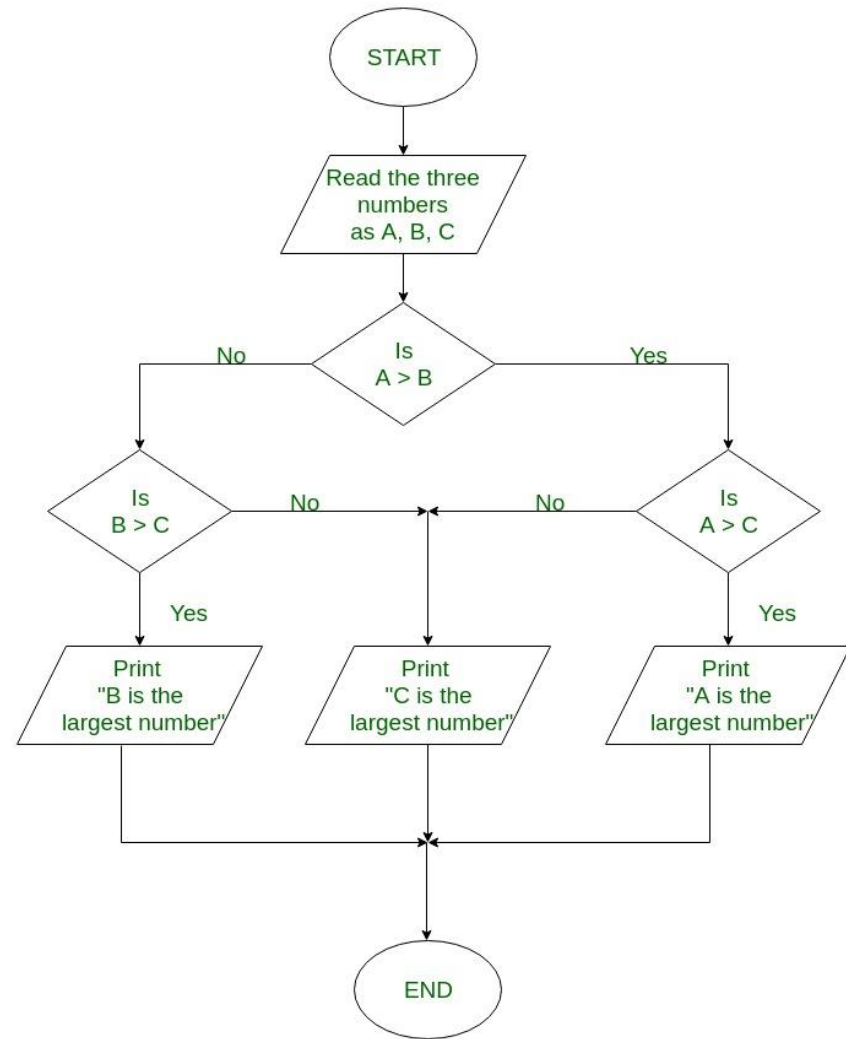 START
Read the three
numbers
as A, B, C
Is
A > B
No
Yes
Is
B > C
No
No
Is
A > C
Yes
Yes
Print
"B is the
largest number"
Print
"C is the
largest number"
Print
"A is the
largest number"
END